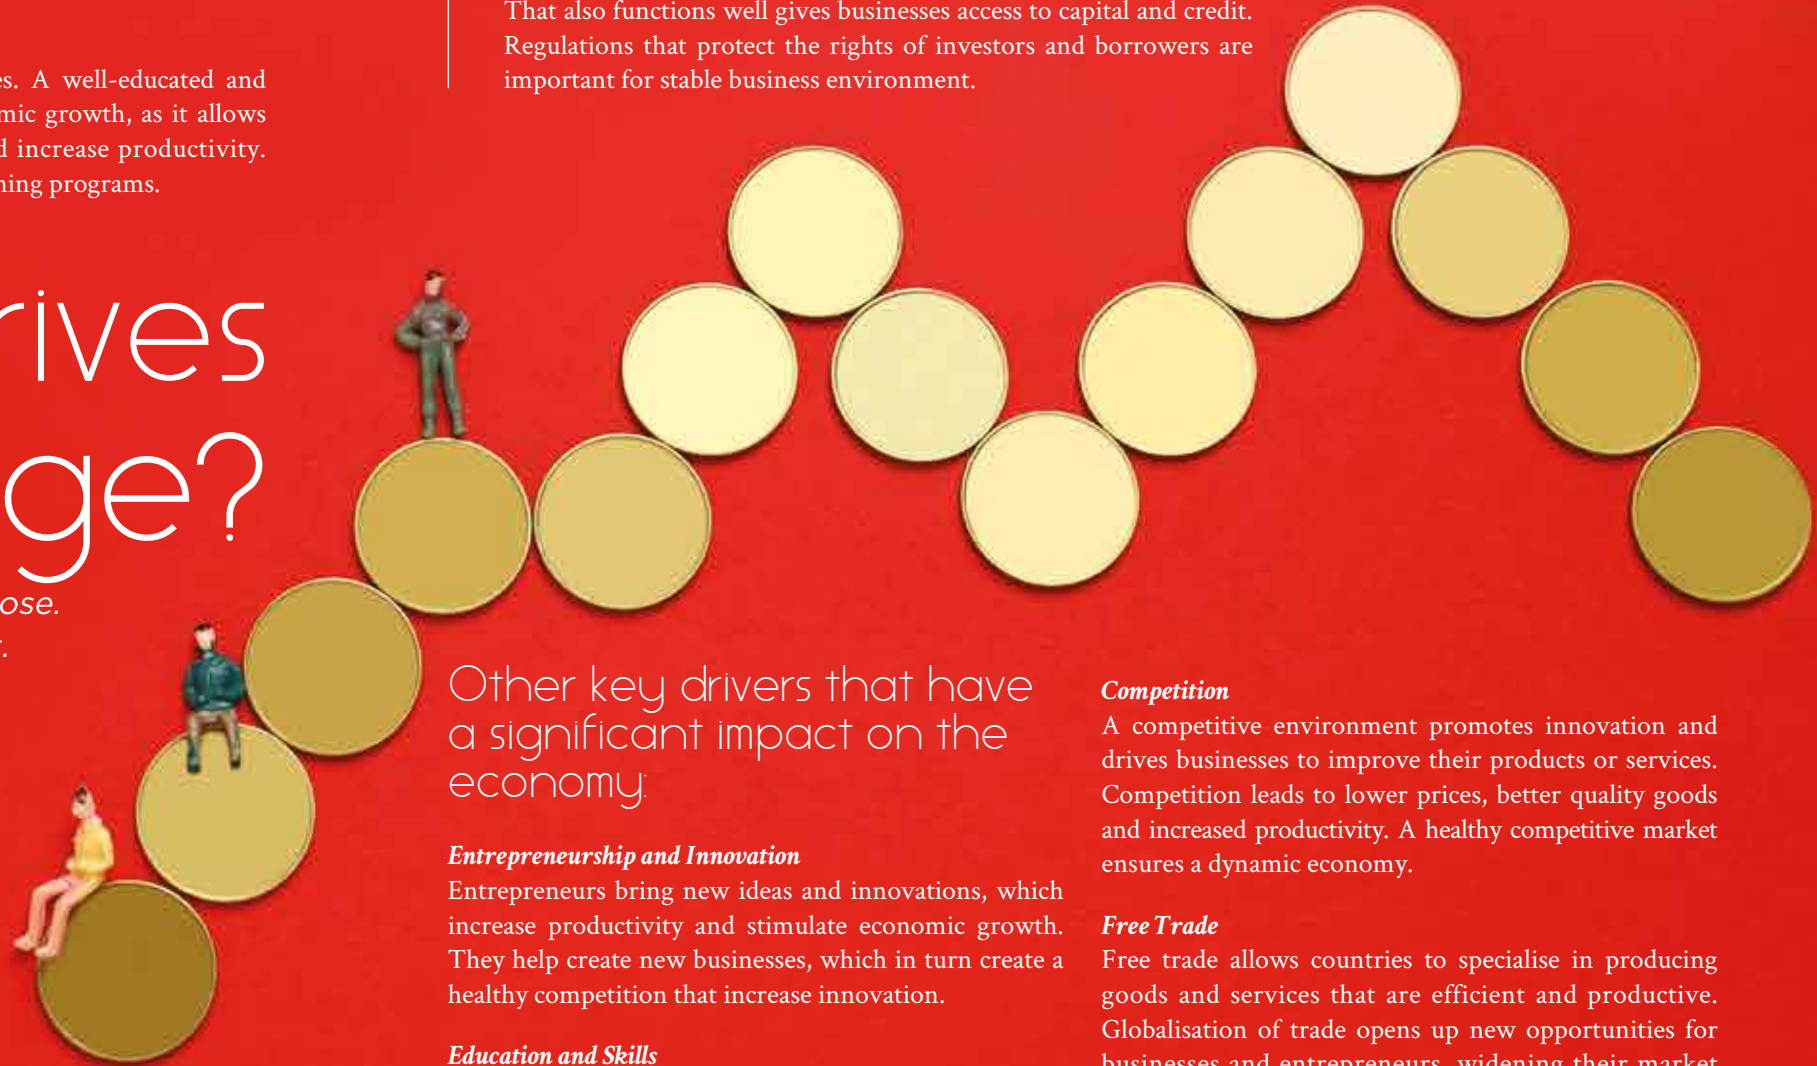 That also functions well gives businesses access to capital and credit.
Regulations that protect the rights of investors and borrowers are
important for stable business environment.
es. A well-educated and
mic growth, as it allows
d increase productivity.
ning programs.
rives
ge?
ose.
Other key drivers that have
a significant impact on the
economy:
Entrepreneurship and Innovation
Entrepreneurs bring new ideas and innovations, which
increase productivity and stimulate economic growth.
They help create new businesses, which in turn create a
healthy competition that increase innovation.
Education and Skills
Competition
A competitive environment promotes innovation and
drives businesses to improve their products or services.
Competition leads to lower prices, better quality goods
and increased productivity. A healthy competitive market
ensures a dynamic economy.
Free Trade
Free trade allows countries to specialise in producing
goods and services that are efficient and productive.
Globalisation of trade opens up new opportunities for
businesses and entrepreneurs, widening their market